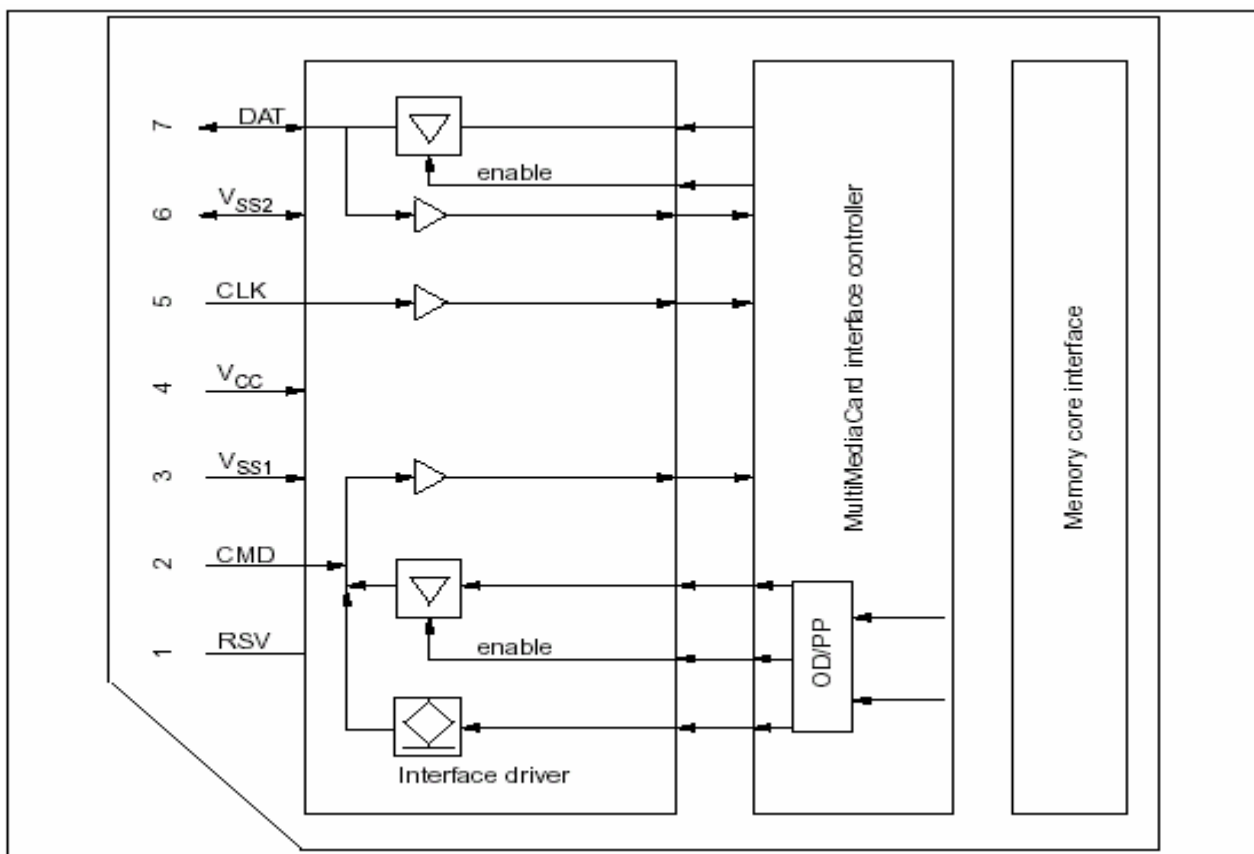 7 DAT
enable
6 VSS2
5 CLK
4 VCC
3 VSS1
2 CMD
1 RSV
enable
OD/PP
Interface driver
MultiMediaCard interface controller
Memory core interface